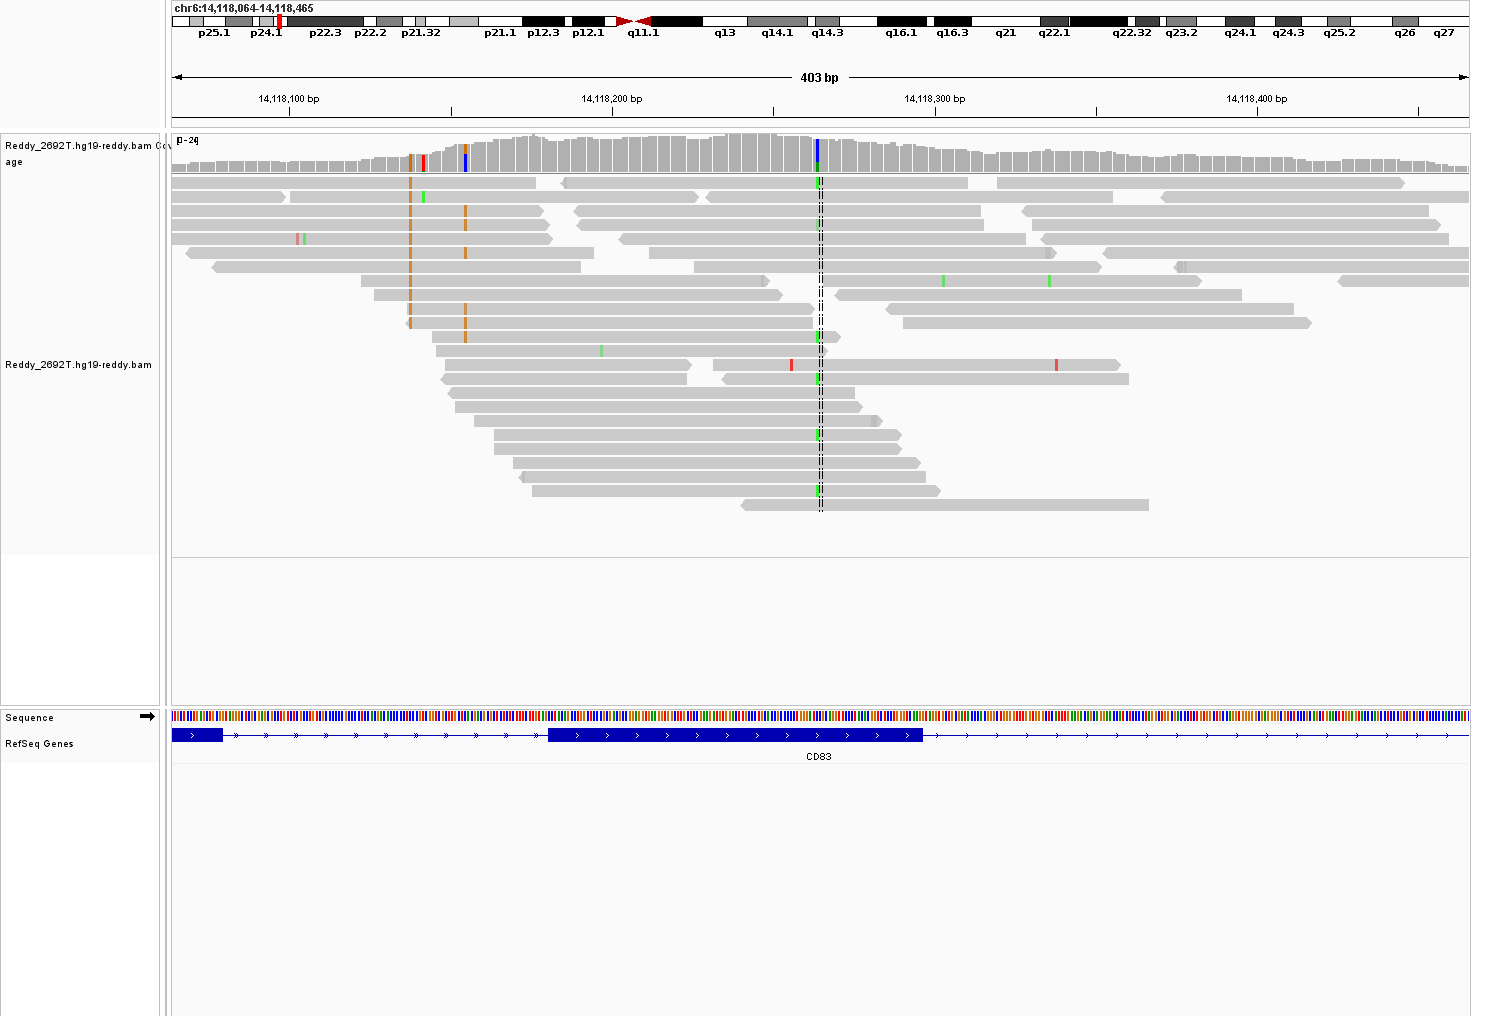 chr6:14,118,064-14,118,465
p25.1 p24.1 p22.3 p22.2 p21.32 p21.1 p12.3 p12.1 q11.1 q13 q14.1 q14.3 q16.1 q16.3 q21 q22.1 q22.32 q23.2 q24.1 q24.3 q25.2 q26 q27
403 bp
14,118,100 bp 14,118,200 bp 14,118,300 bp 14,118,400 bp
Reddy_2692T.hg19-reddy.bam Cov
age
[0-24]
Reddy_2692T.hg19-reddy.bam
Sequence
RefSeq Genes
CD83